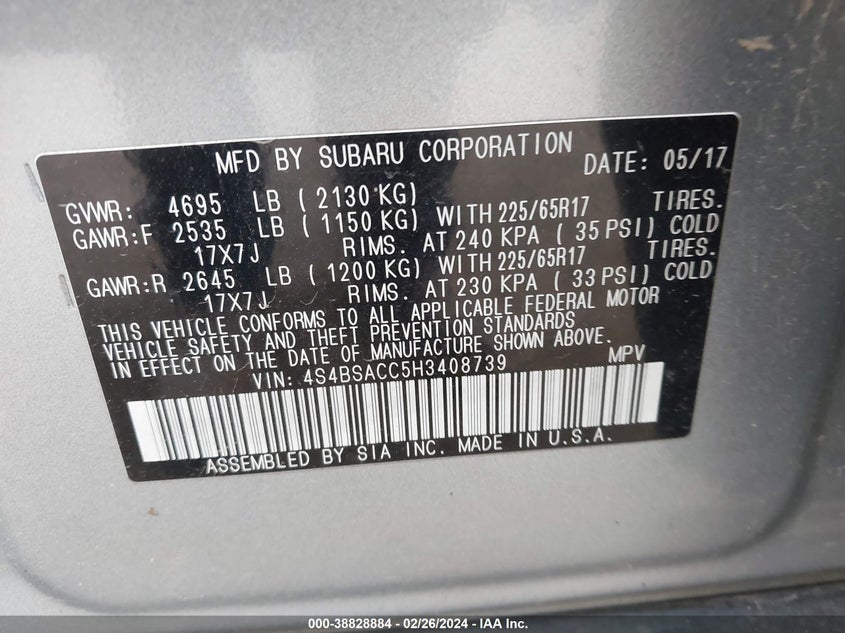 MFD BY SUBARU CORPORATION DATE: 05/17
GVWR: 4695 LB ( 2130 KG)
GAWR:F 2535 LB ( 1150 KG) WITH 225/65R17 TIRES.
17X7J RIMS. AT 240 KPA ( 35 PSI) COLD
GAWR:R 2645 LB ( 1200 KG) WITH 225/65R17 TIRES.
17X7J RIMS. AT 230 KPA ( 33 PSI) COLD
THIS VEHICLE CONFORMS TO ALL APPLICABLE FEDERAL MOTOR
VEHICLE SAFETY AND THEFT PREVENTION STANDARDS
IN EFFECT ON THE DATE OF MANUFACTURE SHOWN ABOVE.
VIN: 4S4BSACC5H3408739 MPV
ASSEMBLED BY SIA INC. MADE IN U.S.A.
000-38828884 / 02/26/2024 - IAA Inc.